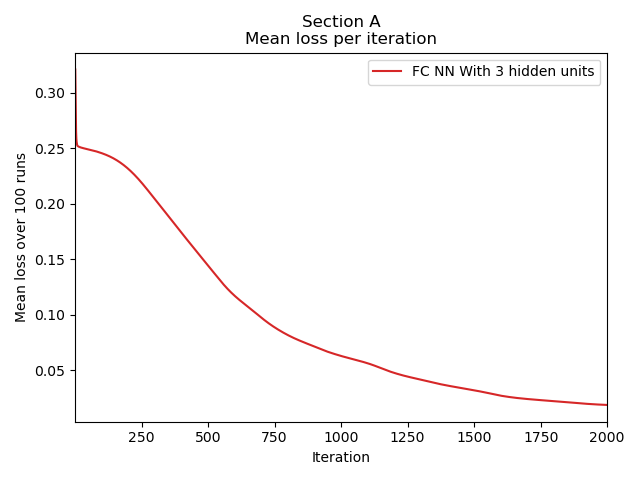 Section A
Mean loss per iteration
FC NN With 3 hidden units
Mean loss over 100 runs
0.30
0.25
0.20
0.15
0.10
0.05
250 500 750 1000 1250 1500 1750 2000
Iteration